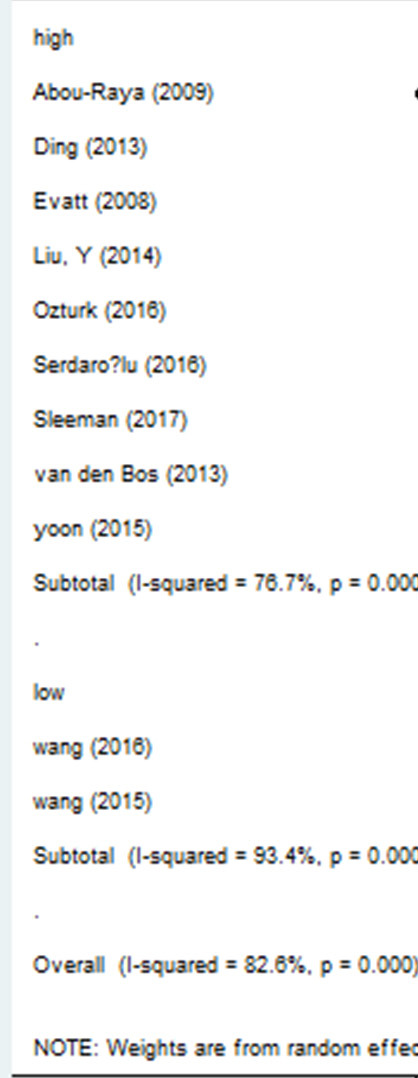 high
Abou-Raya (2009)
Ding (2013)
Evatt (2008)
Liu, Y (2014)
Ozturk (2016)
Serdaro?lu (2016)
Sleeman (2017)
van den Bos (2013)
yoon (2015)
Subtotal (I-squared = 76.7%, p = 0.000
.
low
wang (2016)
wang (2015)
Subtotal (I-squared = 93.4%, p = 0.000
.
Overall (I-squared = 82.6%, p = 0.000)
NOTE: Weights are from random effec